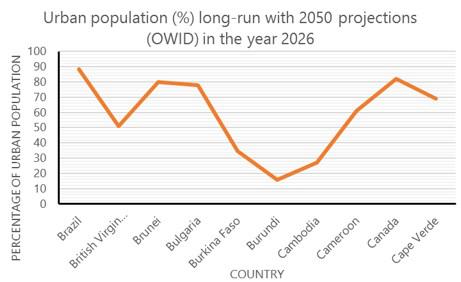 Urban population (%) long-run with 2050 projections
(OWID) in the year 2026
PERCENTAGE OF URBAN POPULATION
100
90
80
70
60
50
40
30
20
10
0
Brazil
British Virgin...
Brunei
Bulgaria
Burkina Faso
Burundi
Cambodia
Cameroon
Canada
Cape Verde
COUNTRY